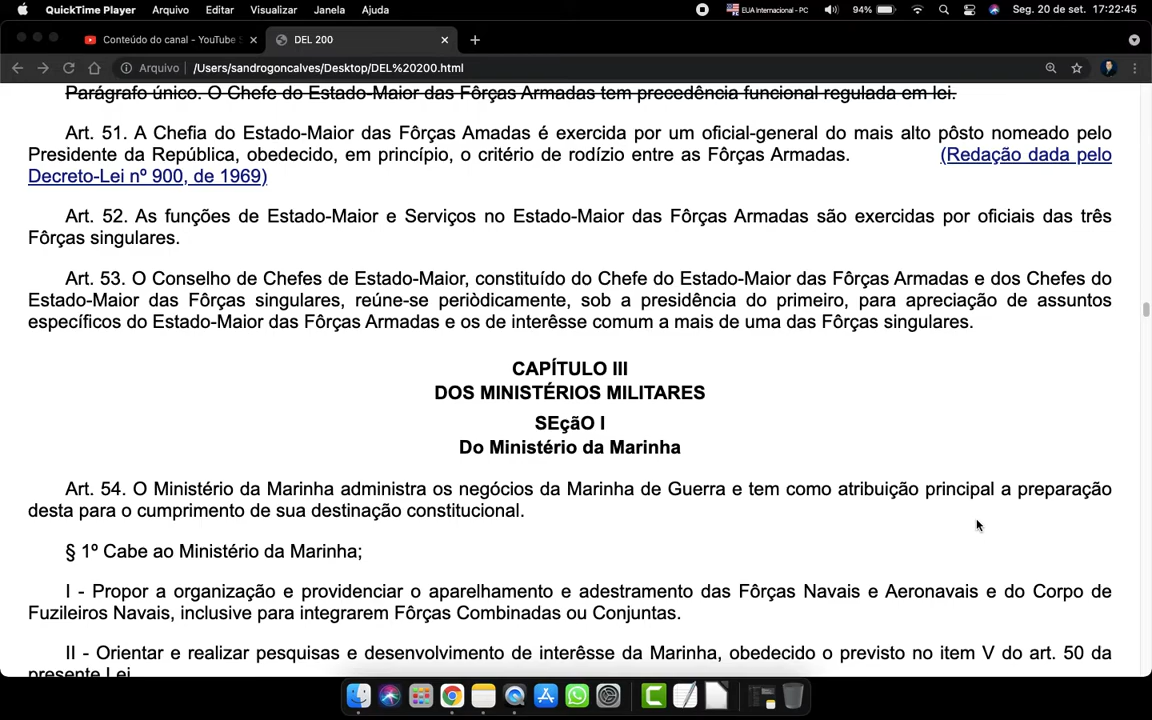 QuickTime Player Arquivo Editar Visualizar Janela Ajuda EUA Internacional - PC 94% Seg. 20 de set. 17:22:45
Conteúdo do canal - YouTube DEL 200
Arquivo /Users/sandrogoncalves/Desktop/DEL%20200.html
Parágrafo único. O Chefe do Estado-Maior das Fôrças Armadas tem precedência funcional regulada em lei.
Art. 51. A Chefia do Estado-Maior das Fôrças Amadas é exercida por um oficial-general do mais alto pôsto nomeado pelo
Presidente da República, obedecido, em princípio, o critério de rodízio entre as Fôrças Armadas. (Redação dada pelo
Decreto-Lei nº 900, de 1969)
Art. 52. As funções de Estado-Maior e Serviços no Estado-Maior das Fôrças Armadas são exercidas por oficiais das três
Fôrças singulares.
Art. 53. O Conselho de Chefes de Estado-Maior, constituído do Chefe do Estado-Maior das Fôrças Armadas e dos Chefes do
Estado-Maior das Fôrças singulares, reúne-se periòdicamente, sob a presidência do primeiro, para apreciação de assuntos
específicos do Estado-Maior das Fôrças Armadas e os de interêsse comum a mais de uma das Fôrças singulares.
CAPÍTULO III
DOS MINISTÉRIOS MILITARES
SEçãO I
Do Ministério da Marinha
Art. 54. O Ministério da Marinha administra os negócios da Marinha de Guerra e tem como atribuição principal a preparação
desta para o cumprimento de sua destinação constitucional.
§ 1º Cabe ao Ministério da Marinha;
I - Propor a organização e providenciar o aparelhamento e adestramento das Fôrças Navais e Aeronavais e do Corpo de
Fuzileiros Navais, inclusive para integrarem Fôrças Combinadas ou Conjuntas.
II - Orientar e realizar pesquisas e desenvolvimento de interêsse da Marinha, obedecido o previsto no item V do art. 50 da
presente Lei